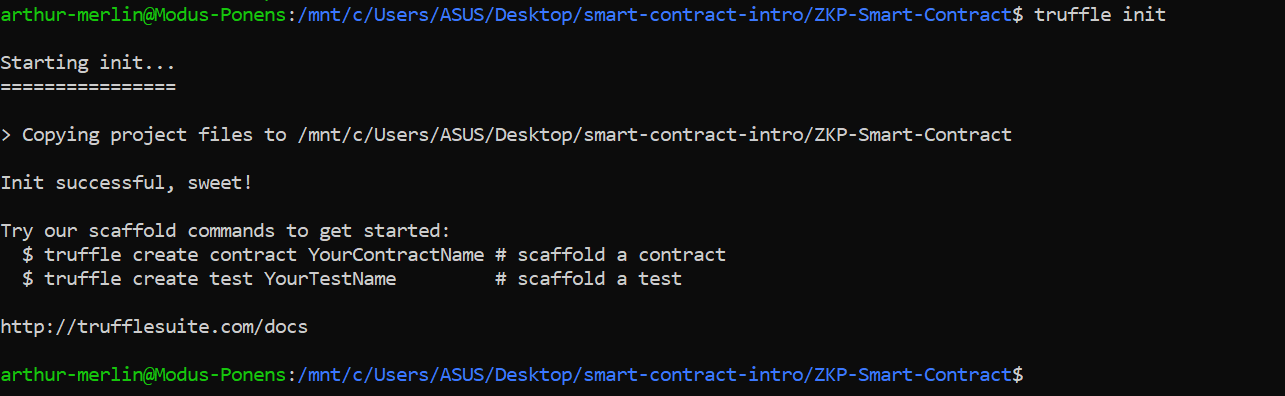 arthur-merlin@Modus-Ponens:/mnt/c/Users/ASUS/Desktop/smart-contract-intro/ZKP-Smart-Contract$ truffle init
Starting init...
================
> Copying project files to /mnt/c/Users/ASUS/Desktop/smart-contract-intro/ZKP-Smart-Contract
Init successful, sweet!
Try our scaffold commands to get started:
  $ truffle create contract YourContractName # scaffold a contract
  $ truffle create test YourTestName         # scaffold a test
http://trufflesuite.com/docs
arthur-merlin@Modus-Ponens:/mnt/c/Users/ASUS/Desktop/smart-contract-intro/ZKP-Smart-Contract$